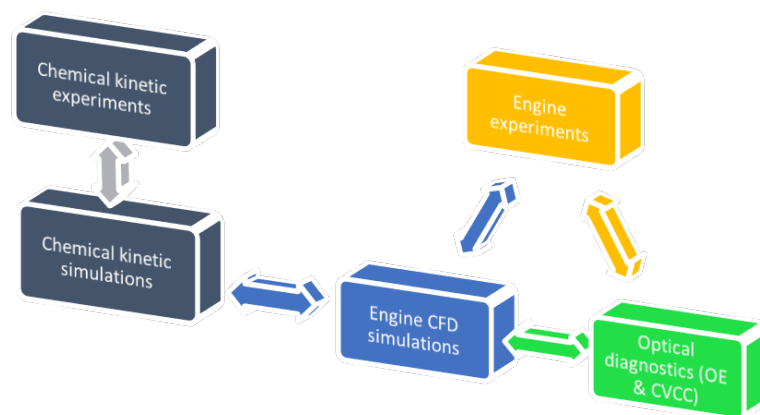 Chemical kinetic
experiments
Engine
experiments
Chemical kinetic
simulations
Engine CFD
simulations
Optical
diagnostics (OE
& CVCC)